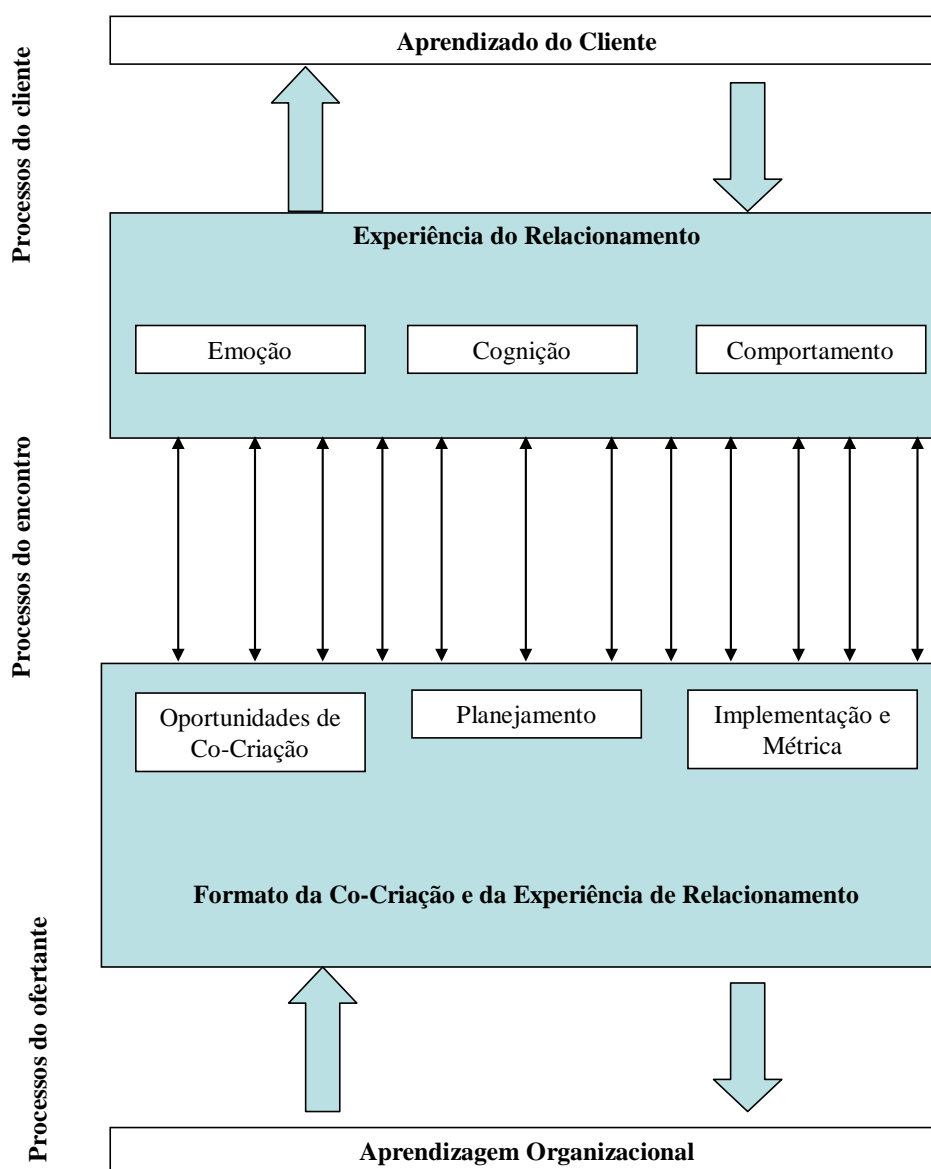 Processos do cliente
Aprendizado do Cliente
Experiência do Relacionamento
Emoção
Cognição
Comportamento
Processos do encontro
Oportunidades de
Co-Criação
Planejamento
Implementação e
Métrica
Formato da Co-Criação e da Experiência de Relacionamento
Processos do ofertante
Aprendizagem Organizacional